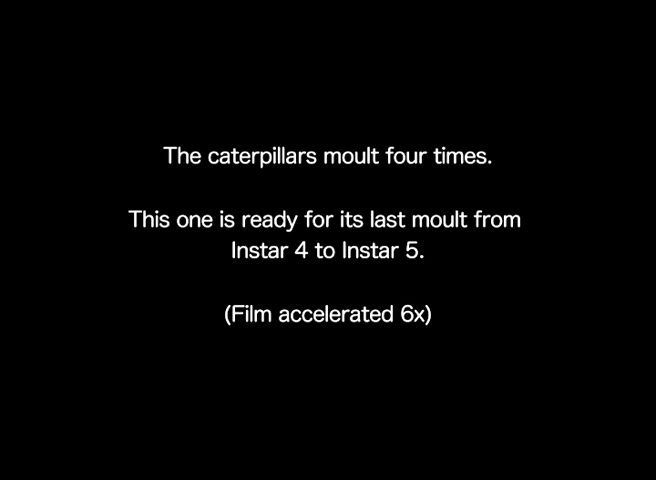 The caterpillars moult four times.
This one is ready for its last moult from
Instar 4 to Instar 5.
(Film accelerated 6x)